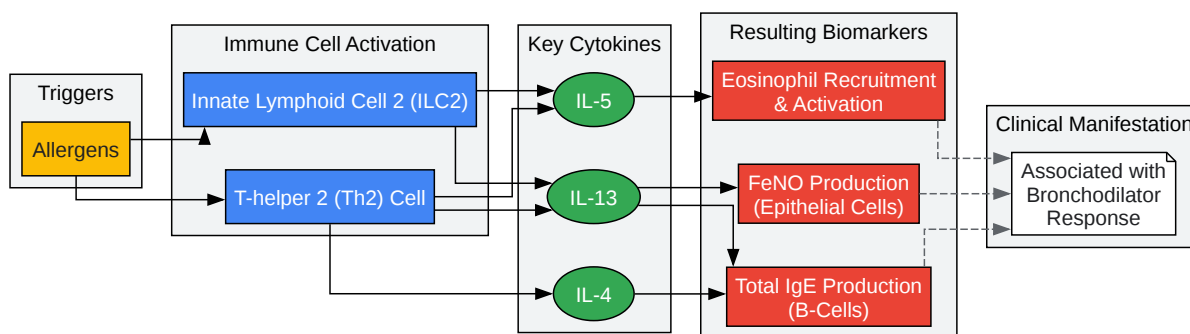 Triggers
Allergens
Immune Cell Activation
Innate Lymphoid Cell 2 (ILC2)
T-helper 2 (Th2) Cell
Key Cytokines
IL-5
IL-13
IL-4
Resulting Biomarkers
Eosinophil Recruitment
& Activation
FeNO Production
(Epithelial Cells)
Total IgE Production
(B-Cells)
Clinical Manifestation
Associated with
Bronchodilator
Response